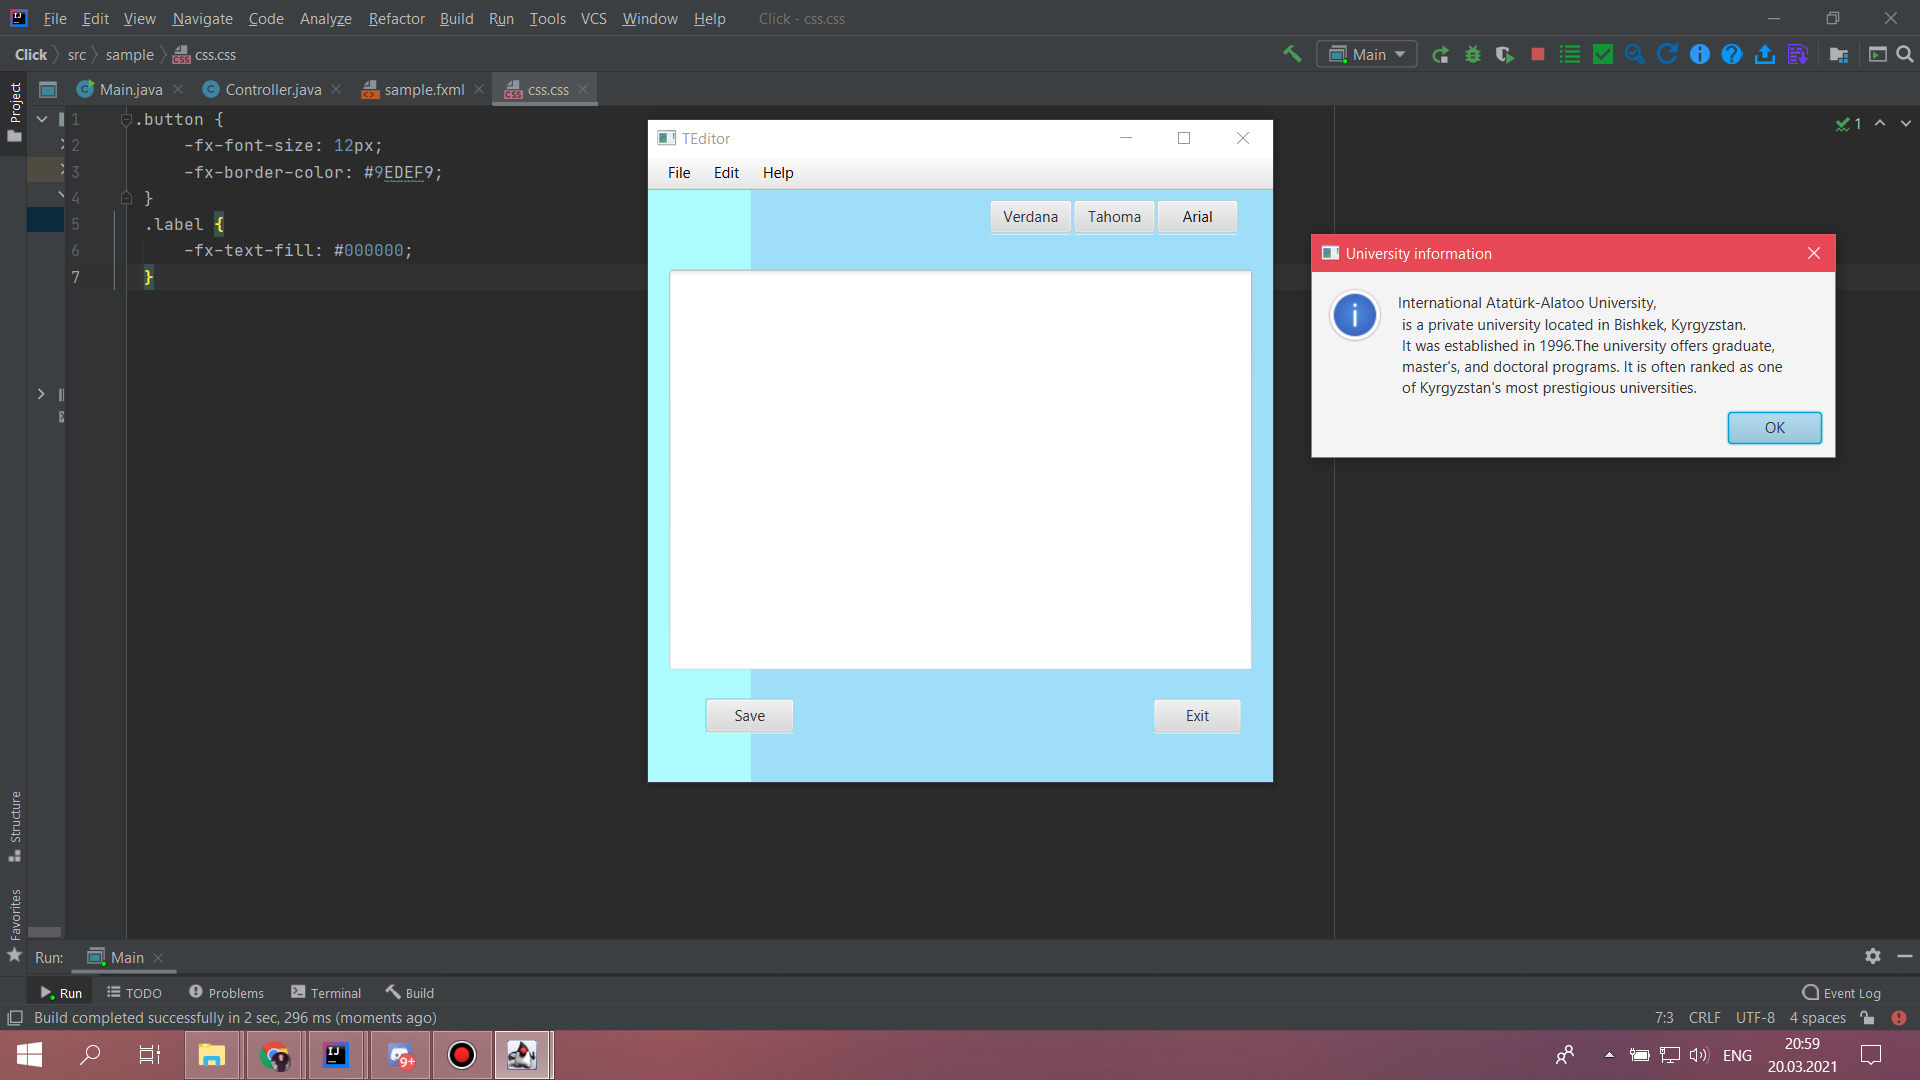 File Edit View Navigate Code Analyze Refactor Build Run Tools VCS Window Help Click - css.css
Click src sample css.css Main
Project
Main.java Controller.java sample.fxml css.css
1 .button {
2 -fx-font-size: 12px;
3 -fx-border-color: #9EDEF9;
4 }
5 .label {
6 -fx-text-fill: #000000;
7 }
1
TEditor
File Edit Help
Verdana Tahoma Arial
Save Exit
University information
International Atatürk-Alatoo University,
is a private university located in Bishkek, Kyrgyzstan.
It was established in 1996.The university offers graduate,
master's, and doctoral programs. It is often ranked as one
of Kyrgyzstan's most prestigious universities.
OK
Structure
Favorites
Run: Main
Run TODO Problems Terminal Build Event Log
Build completed successfully in 2 sec, 296 ms (moments ago) 7:3 CRLF UTF-8 4 spaces
9+
ENG
20:59
20.03.2021